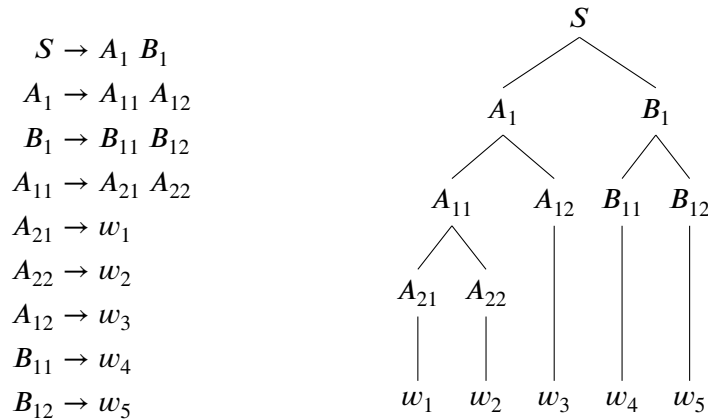 S → A₁ B₁
A₁ → A₁₁ A₁₂
B₁ → B₁₁ B₁₂
A₁₁ → A₂₁ A₂₂
A₂₁ → w₁
A₂₂ → w₂
A₁₂ → w₃
B₁₁ → w₄
B₁₂ → w₅
S
A₁ B₁
A₁₁ A₁₂ B₁₁ B₁₂
A₂₁ A₂₂
w₁ w₂ w₃ w₄ w₅